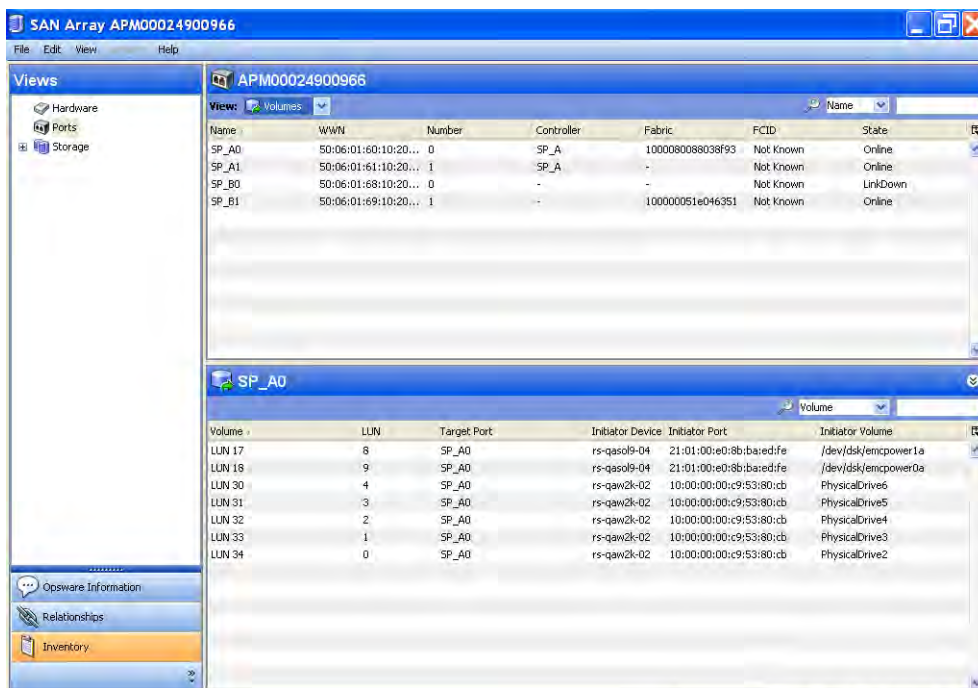 SAN Array APM00024900966
File Edit View Help
Views
Hardware
Ports
Storage
Opsware Information
Relationships
Inventory
APM00024900966
View: Volumes Name
Name WWN Number Controller Fabric FCID State
SP_A0 50:06:01:60:10:20... 0 SP_A 1000080088038f93 Not Known Online
SP_A1 50:06:01:61:10:20... 1 SP_A - Not Known Online
SP_B0 50:06:01:68:10:20... 0 - - Not Known LinkDown
SP_B1 50:06:01:69:10:20... 1 - 100000051e046351 Not Known Online
SP_A0
Volume
Volume LUN Target Port Initiator Device Initiator Port Initiator Volume
LUN 17 8 SP_A0 rs-qasol9-04 21:01:00:e0:8b:ba:ed:fe /dev/dsk/emcpower1a
LUN 18 9 SP_A0 rs-qasol9-04 21:01:00:e0:8b:ba:ed:fe /dev/dsk/emcpower0a
LUN 30 4 SP_A0 rs-qaw2k-02 10:00:00:00:c9:53:80:cb PhysicalDrive6
LUN 31 3 SP_A0 rs-qaw2k-02 10:00:00:00:c9:53:80:cb PhysicalDrive5
LUN 32 2 SP_A0 rs-qaw2k-02 10:00:00:00:c9:53:80:cb PhysicalDrive4
LUN 33 1 SP_A0 rs-qaw2k-02 10:00:00:00:c9:53:80:cb PhysicalDrive3
LUN 34 0 SP_A0 rs-qaw2k-02 10:00:00:00:c9:53:80:cb PhysicalDrive2